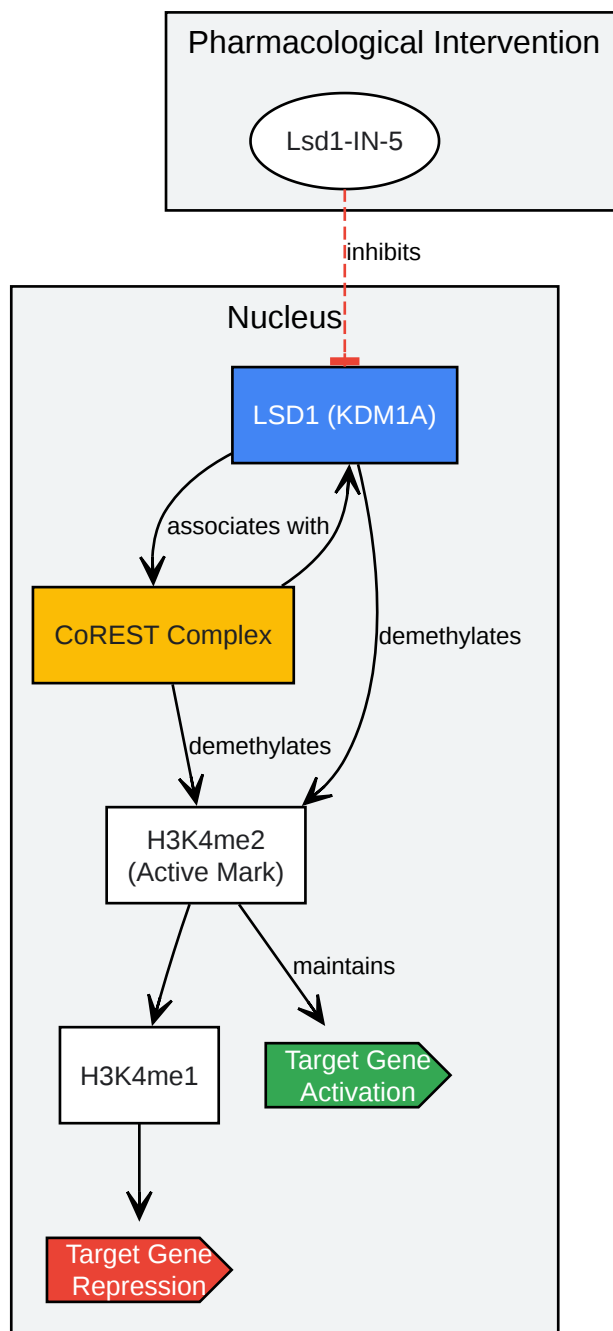 Pharmacological Intervention
Lsd1-IN-5
inhibits
Nucleus
LSD1 (KDM1A)
associates with
CoREST Complex
demethylates
demethylates
H3K4me2
(Active Mark)
maintains
H3K4me1
Target Gene
Activation
Target Gene
Repression